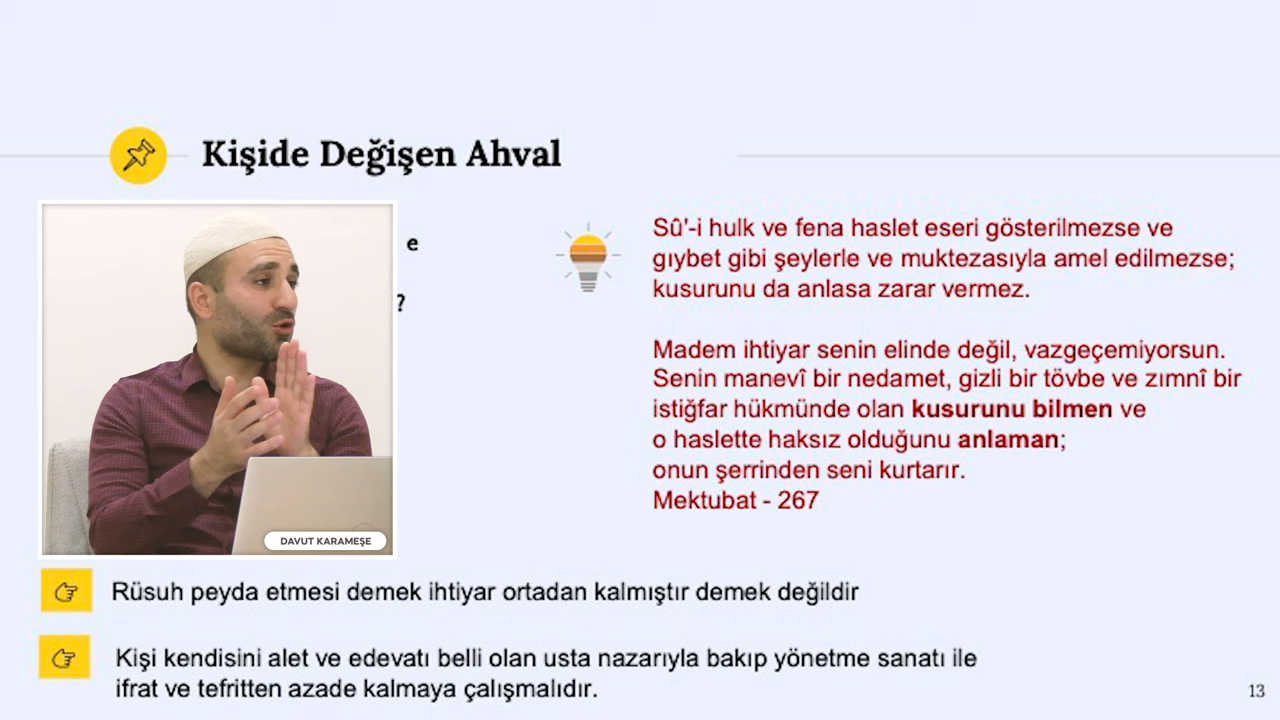 Kişide Değişen Ahval
e
?
Sû'-i hulk ve fena haslet eseri gösterilmezse ve
gıybet gibi şeylerle ve muktezasıyla amel edilmezse;
kusurunu da anlasa zarar vermez.
Madem ihtiyar senin elinde değil, vazgeçemiyorsun.
Senin manevî bir nedamet, gizli bir tövbe ve zımnî bir
istiğfar hükmünde olan kusurunu bilmen ve
o haslette haksız olduğunu anlaman;
onun şerrinden seni kurtarır.
Mektubat - 267
DAVUT KARAMEŞE
Rüsuh peyda etmesi demek ihtiyar ortadan kalmıştır demek değildir
Kişi kendisini alet ve edevatı belli olan usta nazarıyla bakıp yönetme sanatı ile
ifrat ve tefritten azade kalmaya çalışmalıdır.
13